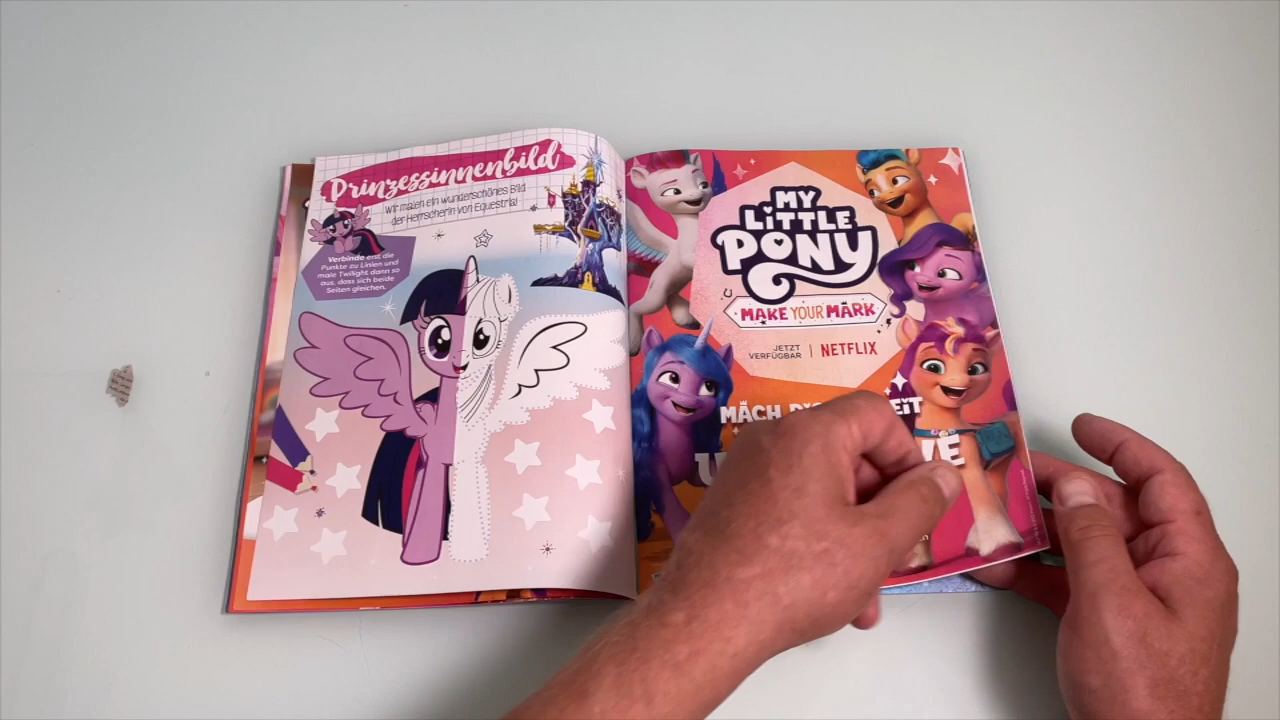 Prinzessinnenbild
Wir malen ein wunderschönes Bild
der Herrscherin von Equestria!
Verbinde erst die
Punkte zu Linien und
male Twilight dann so
aus, dass sich beide
Seiten gleichen.
MY
LITTLE
PONY
MAKE YOUR MARK
JETZT
VERFÜGBAR
NETFLIX
MACH